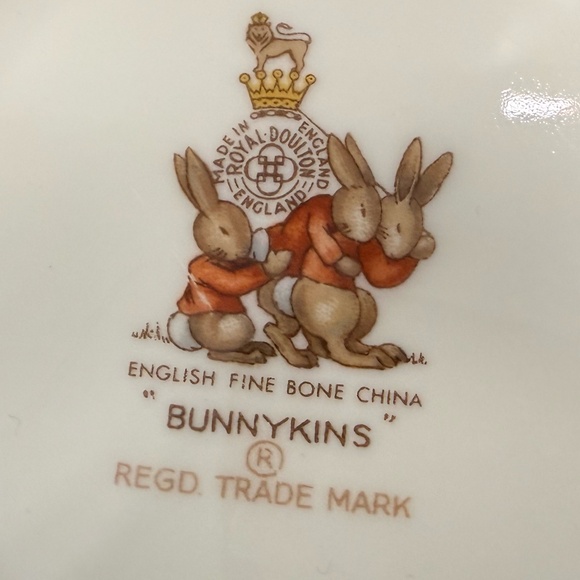 MADE IN ENGLAND
ROYAL·DOULTON
ENGLAND
ENGLISH FINE BONE CHINA
"BUNNYKINS"
®
REGD. TRADE MARK